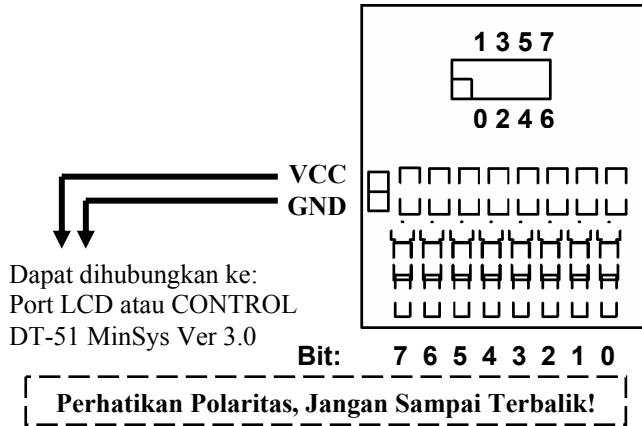 1 3 5 7
0 2 4 6
VCC
GND
Dapat dihubungkan ke:
Port LCD atau CONTROL
DT-51 MinSys Ver 3.0
Bit: 7 6 5 4 3 2 1 0
Perhatikan Polaritas, Jangan Sampai Terbalik!